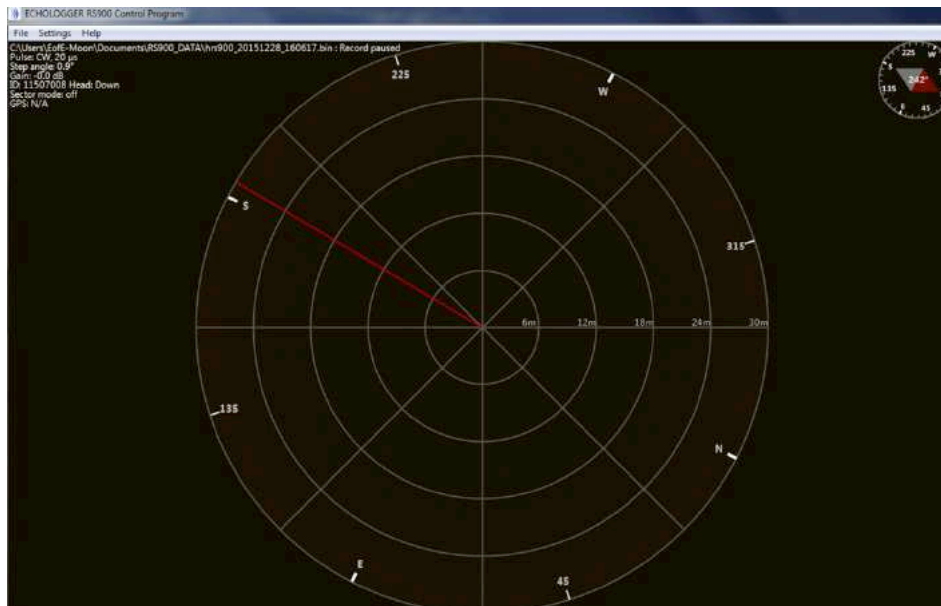 ECHOLOGGER RS900 Control Program
File Settings Help
C:\Users\EofE-Moon\Documents\RS900_DATA\hrr900_20151228_160617.bin : Record paused
Pulse: CW, 20 μs
Step angle: 0.9°
Gain: -0.0 dB
ID: 11507008 Head: Down
Sector mode: off
GPS: N/A
225
W
S
315
6m 12m 18m 24m 30m
135
N
E
45
225
W
S
242°
135
E
45